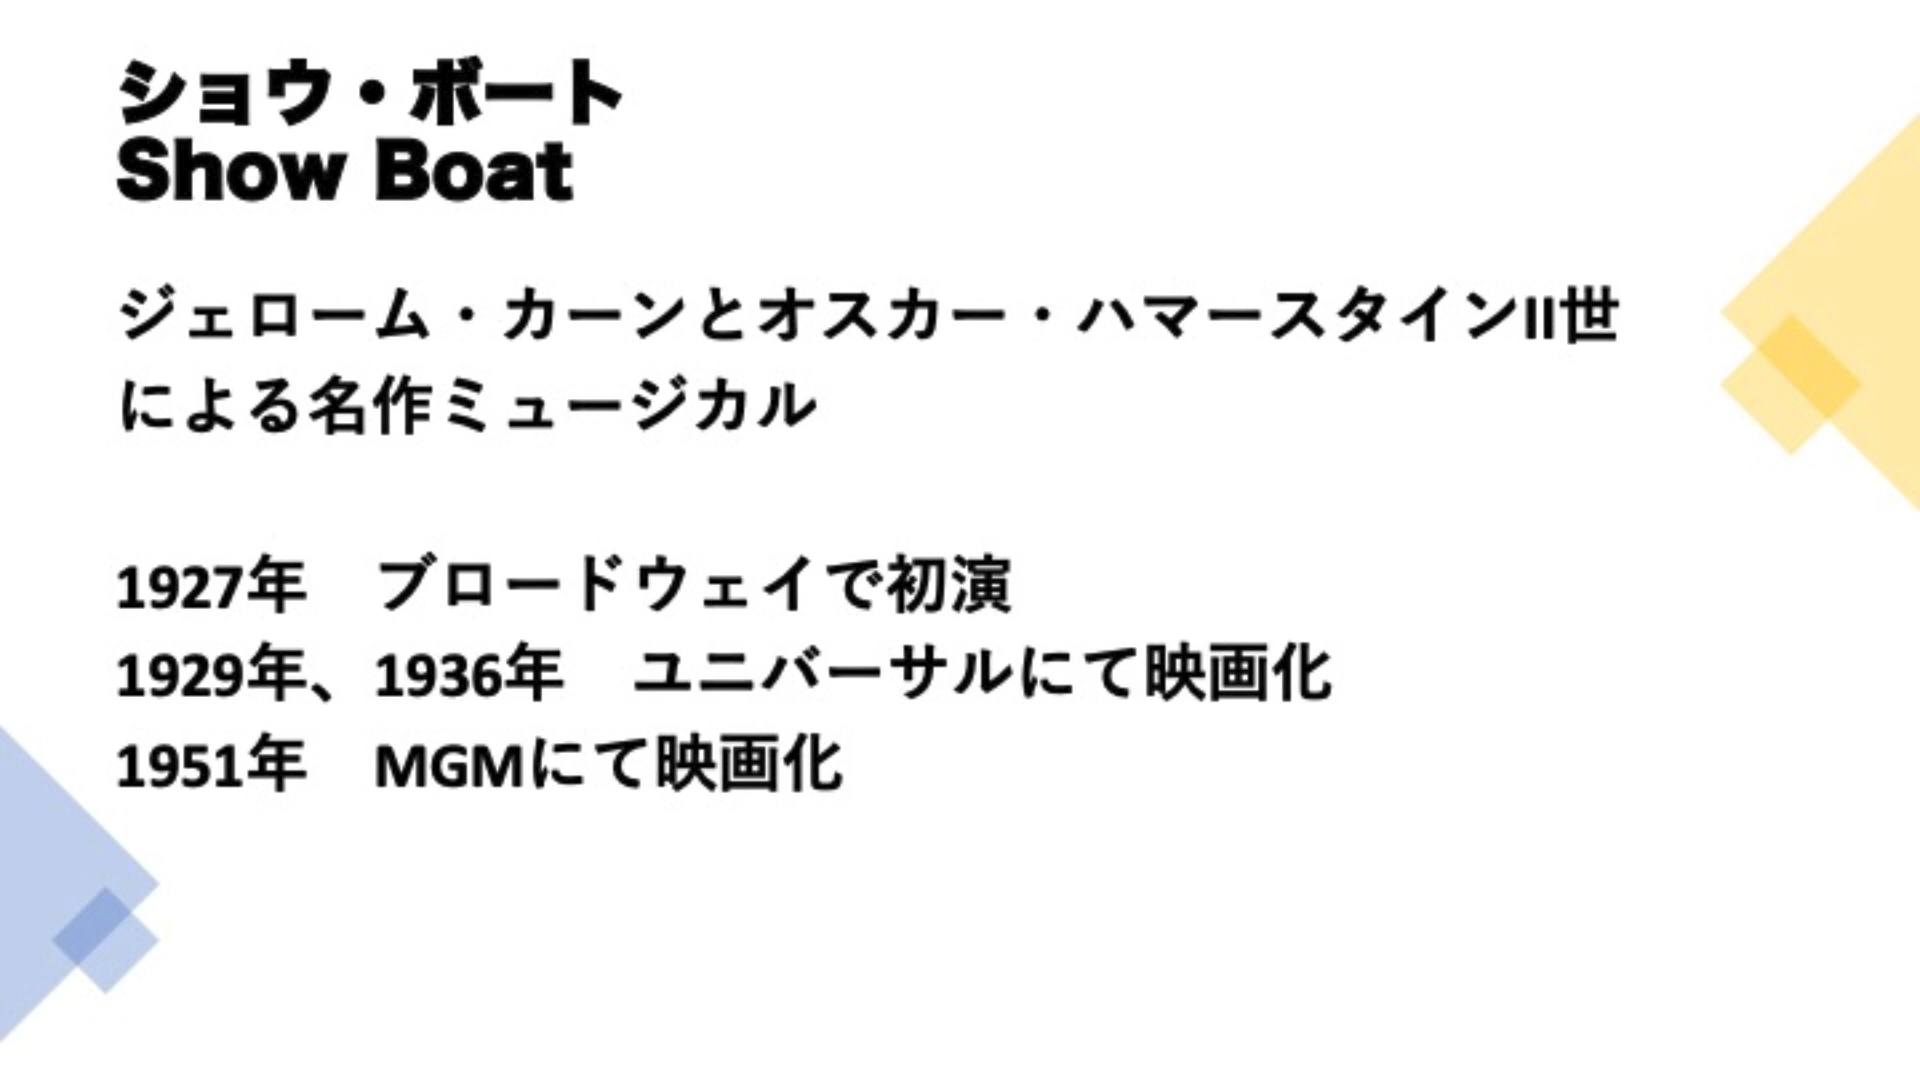 ショウ・ボート
Show Boat
ジェローム・カーンとオスカー・ハマースタインII世
による名作ミュージカル
1927年　ブロードウェイで初演
1929年、1936年　ユニバーサルにて映画化
1951年　MGMにて映画化